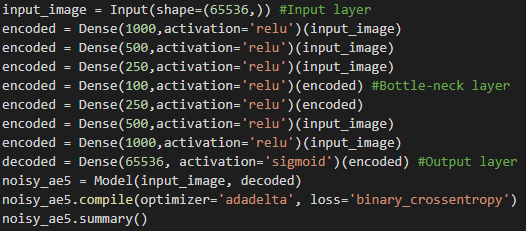 input_image = Input(shape=(65536,)) #Input layer
encoded = Dense(1000,activation='relu')(input_image)
encoded = Dense(500,activation='relu')(input_image)
encoded = Dense(250,activation='relu')(input_image)
encoded = Dense(100,activation='relu')(encoded) #Bottle-neck layer
encoded = Dense(250,activation='relu')(encoded)
encoded = Dense(500,activation='relu')(input_image)
encoded = Dense(1000,activation='relu')(input_image)
decoded = Dense(65536, activation='sigmoid')(encoded) #Output layer
noisy_ae5 = Model(input_image, decoded)
noisy_ae5.compile(optimizer='adadelta', loss='binary_crossentropy')
noisy_ae5.summary()